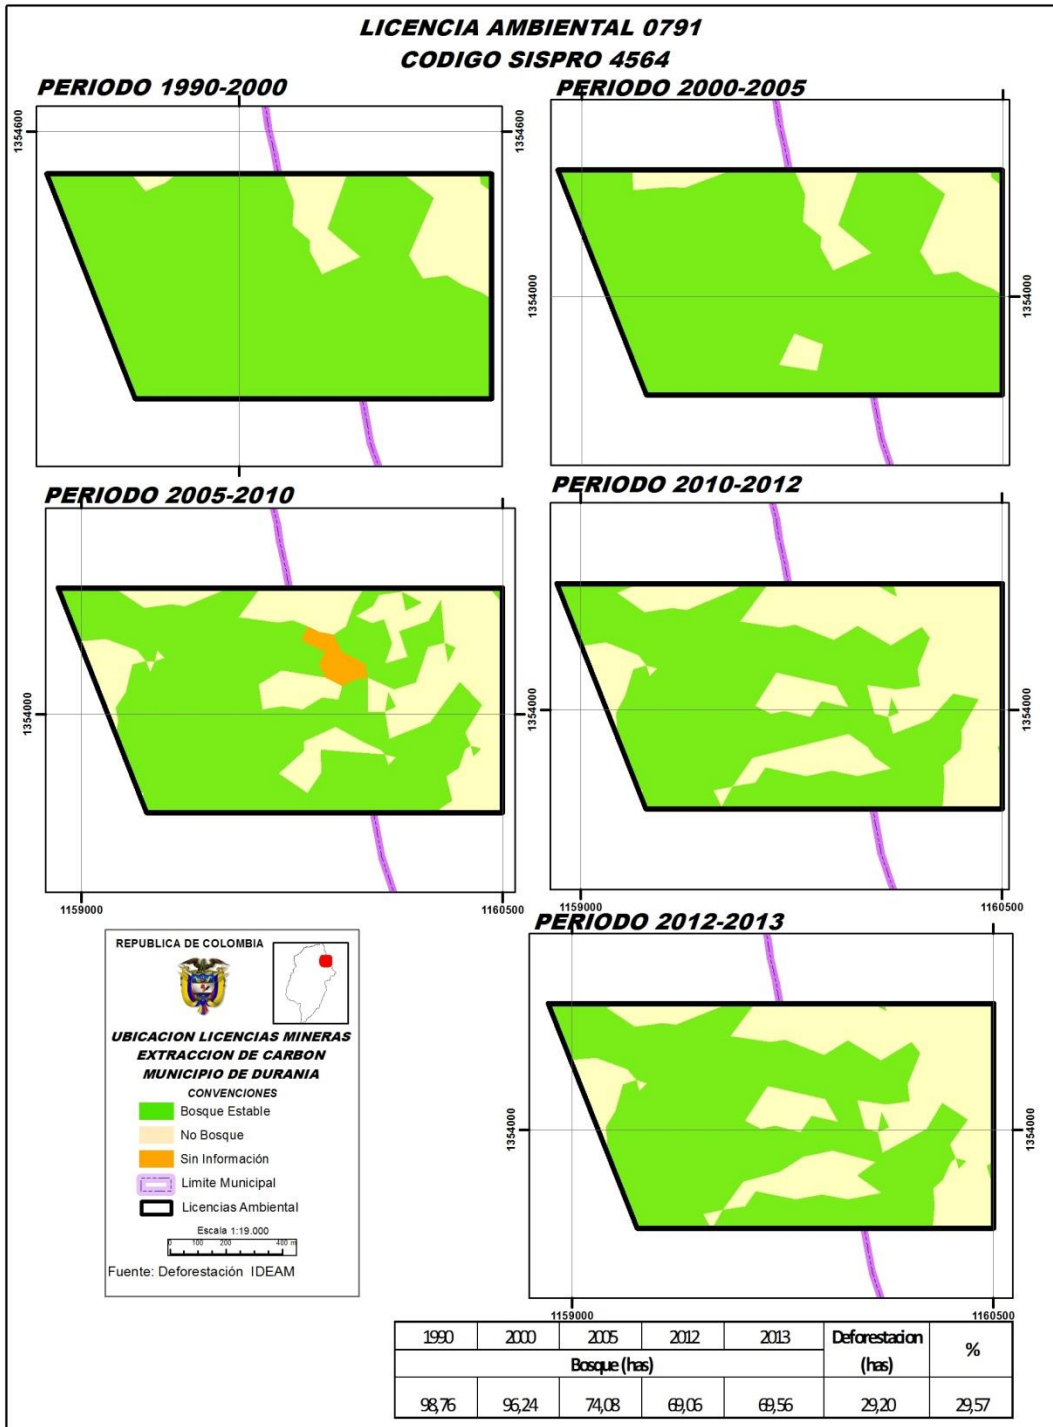 LICENCIA AMBIENTAL 0791
CODIGO SISPRO 4564
PERIODO 1990-2000
PERIODO 2000-2005
1354600
1354600
1354000
PERIODO 2005-2010
PERIODO 2010-2012
1354000
1354000
1354000
1159000
1160500
1159000
1160500
PERIODO 2012-2013
1354000
1354000
1159000
1160500
REPUBLICA DE COLOMBIA
UBICACION LICENCIAS MINERAS
EXTRACCION DE CARBON
MUNICIPIO DE DURANIA
CONVENCIONES
Bosque Estable
No Bosque
Sin Información
Limite Municipal
Licencias Ambiental
Escala 1:19.000
0 100 200 400 m
Fuente: Deforestación IDEAM
1990 2000 2005 2012 2013 Deforestacion (has) %
Bosque (has)
98,76 96,24 74,08 69,06 69,56 29,20 29,57